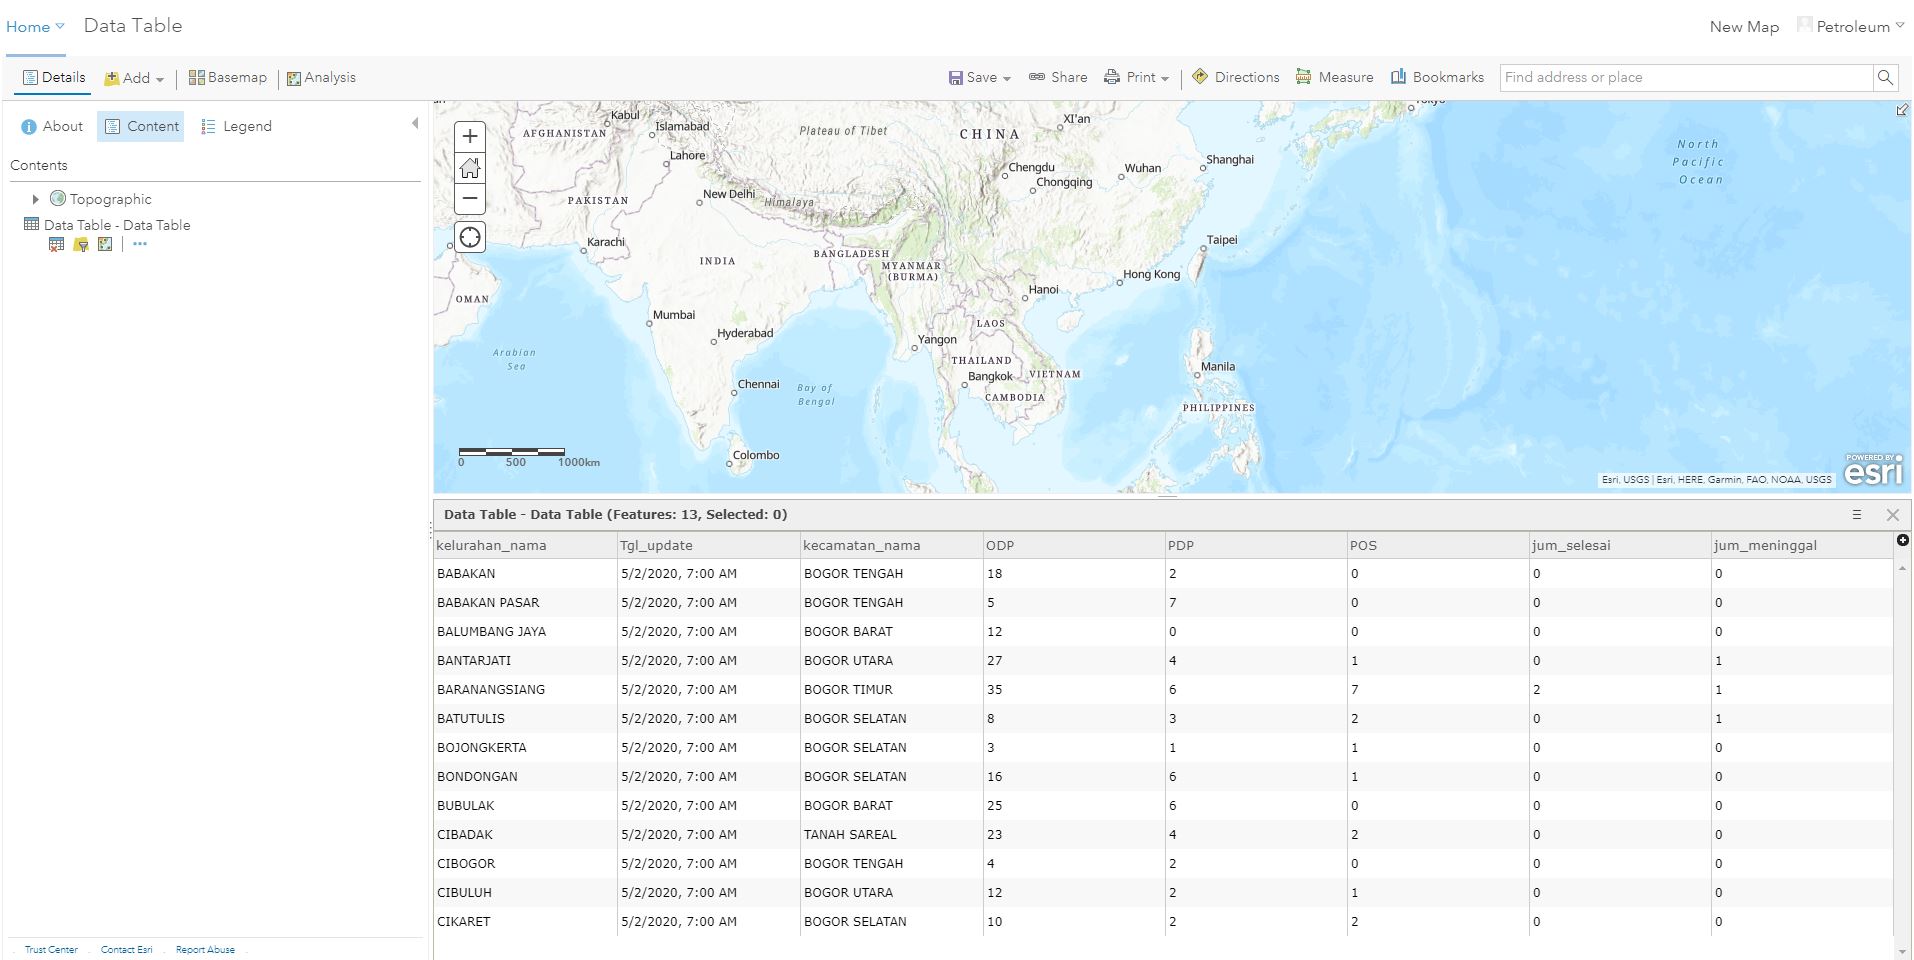 Home Data Table New Map Petroleum
Details Add Basemap Analysis Save Share Print Directions Measure Bookmarks Find address or place
About Content Legend
Contents
Topographic
Data Table - Data Table
Kabul
Islamabad
AFGHANISTAN
Lahore
PAKISTAN
New Delhi
Himalaya
Plateau of Tibet
CHINA
XI'an
Chengdu
Chongqing
Wuhan
Shanghai
Tokyo
North
Pacific
Ocean
Karachi
INDIA
BANGLADESH
MYANMAR
(BURMA)
Taipei
Hong Kong
Hanoi
OMAN
Mumbai
Hyderabad
LAOS
Yangon
Arabian
Sea
THAILAND
Bangkok
VIETNAM
CAMBODIA
Manila
PHILIPPINES
Chennai
Bay of
Bengal
Colombo
0 500 1000km
POWERED BY
esri
Esri, USGS | Esri, HERE, Garmin, FAO, NOAA, USGS
Data Table - Data Table (Features: 13, Selected: 0)
kelurahan_nama Tgl_update kecamatan_nama ODP PDP POS jum_selesai jum_meninggal
BABAKAN 5/2/2020, 7:00 AM BOGOR TENGAH 18 2 0 0 0
BABAKAN PASAR 5/2/2020, 7:00 AM BOGOR TENGAH 5 7 0 0 0
BALUMBANG JAYA 5/2/2020, 7:00 AM BOGOR BARAT 12 0 0 0 0
BANTARJATI 5/2/2020, 7:00 AM BOGOR UTARA 27 4 1 0 1
BARANANGSIANG 5/2/2020, 7:00 AM BOGOR TIMUR 35 6 7 2 1
BATUTULIS 5/2/2020, 7:00 AM BOGOR SELATAN 8 3 2 0 1
BOJONGKERTA 5/2/2020, 7:00 AM BOGOR SELATAN 3 1 1 0 0
BONDONGAN 5/2/2020, 7:00 AM BOGOR SELATAN 16 6 1 0 0
BUBULAK 5/2/2020, 7:00 AM BOGOR BARAT 25 6 0 0 0
CIBADAK 5/2/2020, 7:00 AM TANAH SAREAL 23 4 2 0 0
CIBOGOR 5/2/2020, 7:00 AM BOGOR TENGAH 4 2 0 0 0
CIBULUH 5/2/2020, 7:00 AM BOGOR UTARA 12 2 1 0 0
CIKARET 5/2/2020, 7:00 AM BOGOR SELATAN 10 2 2 0 0
Trust Center Contact Esri Report Abuse